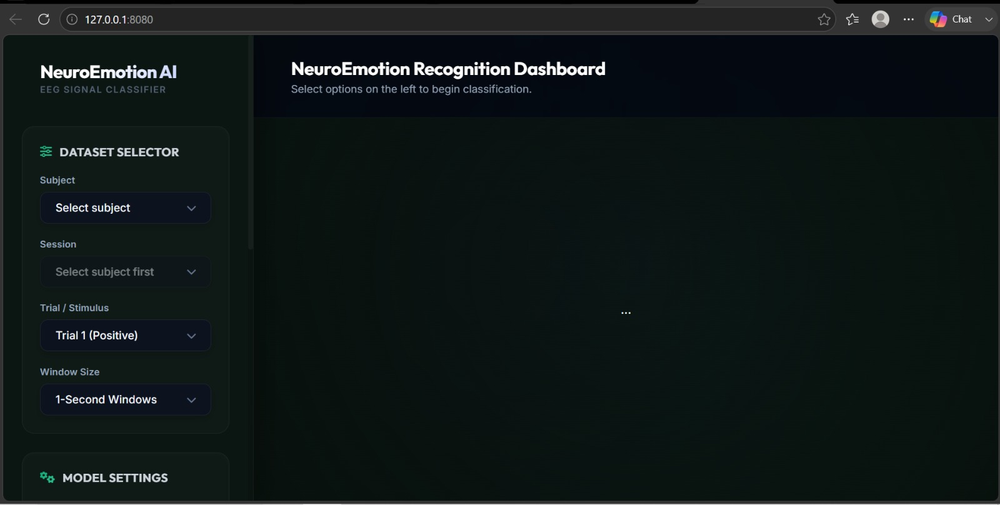 127.0.0.1:8080
Chat
NeuroEmotion AI
EEG SIGNAL CLASSIFIER
DATASET SELECTOR
Subject
Select subject
Session
Select subject first
Trial / Stimulus
Trial 1 (Positive)
Window Size
1-Second Windows
MODEL SETTINGS
NeuroEmotion Recognition Dashboard
Select options on the left to begin classification.
...